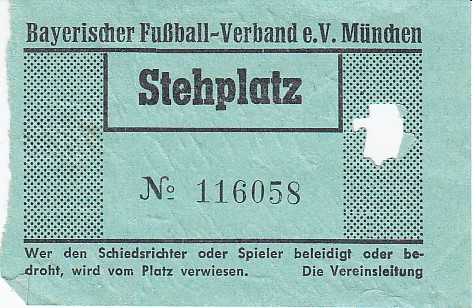 Bayerischer Fußball-Verband e.V. München
Stehplatz
№ 116058
Wer den Schiedsrichter oder Spieler beleidigt oder be-
droht, wird vom Platz verwiesen. Die Vereinsleitung